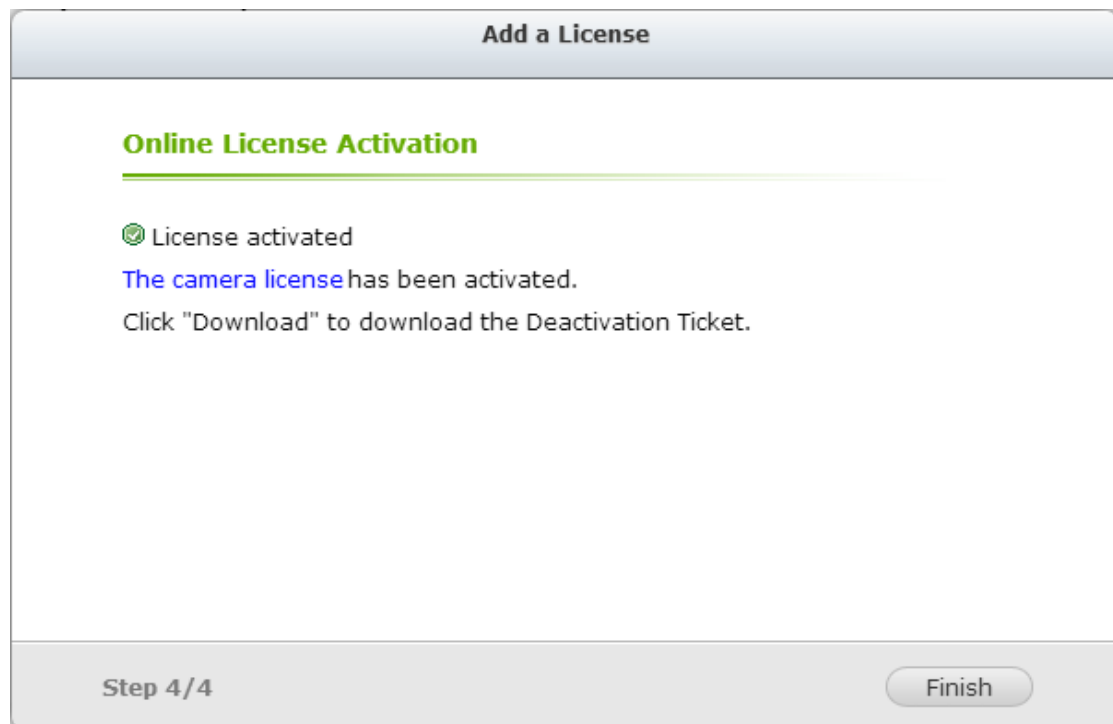 Add a License
Online License Activation
License activated
The camera license has been activated.
Click "Download" to download the Deactivation Ticket.
Step 4/4
Finish